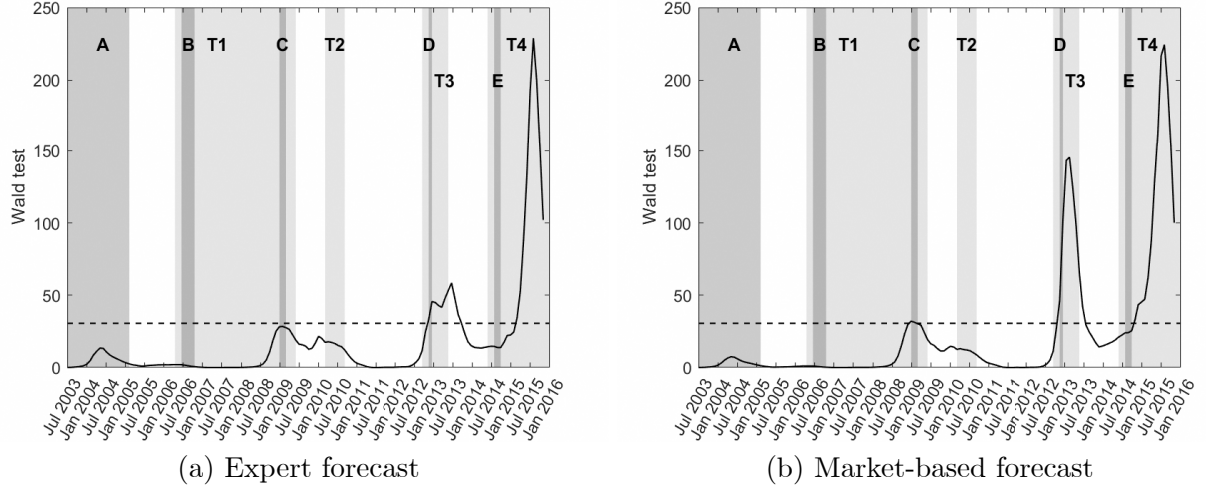 250
200
150
100
50
0
Wald test
A
B
T1
C
T2
D
T3
E
T4
Jul 2003
Jan 2004
Jul 2004
Jan 2005
Jul 2005
Jan 2006
Jul 2006
Jan 2007
Jul 2007
Jan 2008
Jul 2008
Jan 2009
Jul 2009
Jan 2010
Jul 2010
Jan 2011
Jul 2011
Jan 2012
Jul 2012
Jan 2013
Jul 2013
Jan 2014
Jul 2014
Jan 2015
Jul 2015
Jan 2016
(a) Expert forecast
250
200
150
100
50
0
Wald test
A
B
T1
C
T2
D
T3
E
T4
Jul 2003
Jan 2004
Jul 2004
Jan 2005
Jul 2005
Jan 2006
Jul 2006
Jan 2007
Jul 2007
Jan 2008
Jul 2008
Jan 2009
Jul 2009
Jan 2010
Jul 2010
Jan 2011
Jul 2011
Jan 2012
Jul 2012
Jan 2013
Jul 2013
Jan 2014
Jul 2014
Jan 2015
Jul 2015
Jan 2016
(b) Market-based forecast